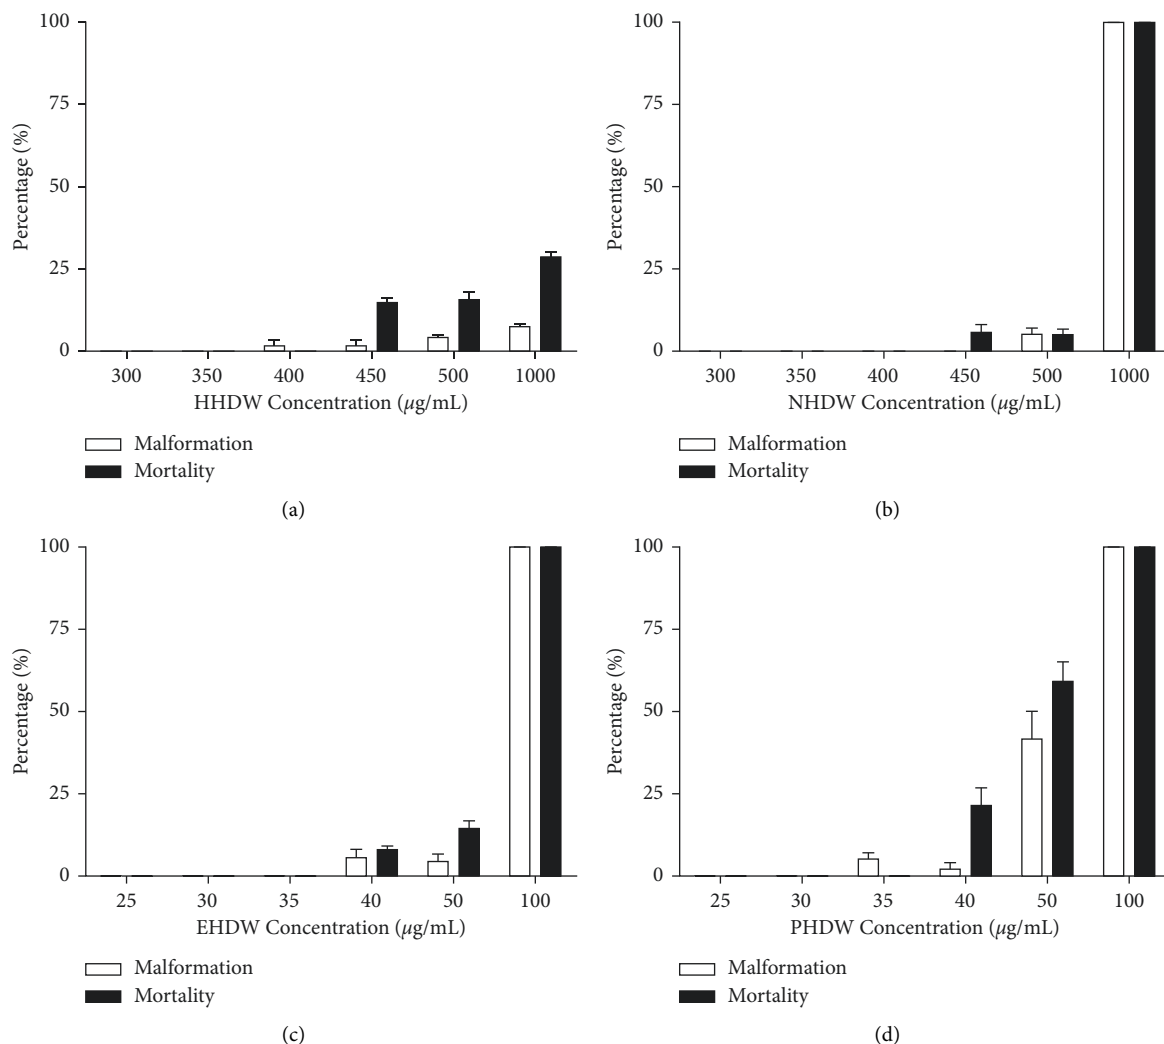 100
75
50
25
0
Percentage (%)
300 350 400 450 500 1000
HHDW Concentration (μg/mL)
Malformation
Mortality
(a)
100
75
50
25
0
Percentage (%)
300 350 400 450 500 1000
NHDW Concentration (μg/mL)
Malformation
Mortality
(b)
100
75
50
25
0
Percentage (%)
25 30 35 40 50 100
EHDW Concentration (μg/mL)
Malformation
Mortality
(c)
100
75
50
25
0
Percentage (%)
25 30 35 40 50 100
PHDW Concentration (μg/mL)
Malformation
Mortality
(d)